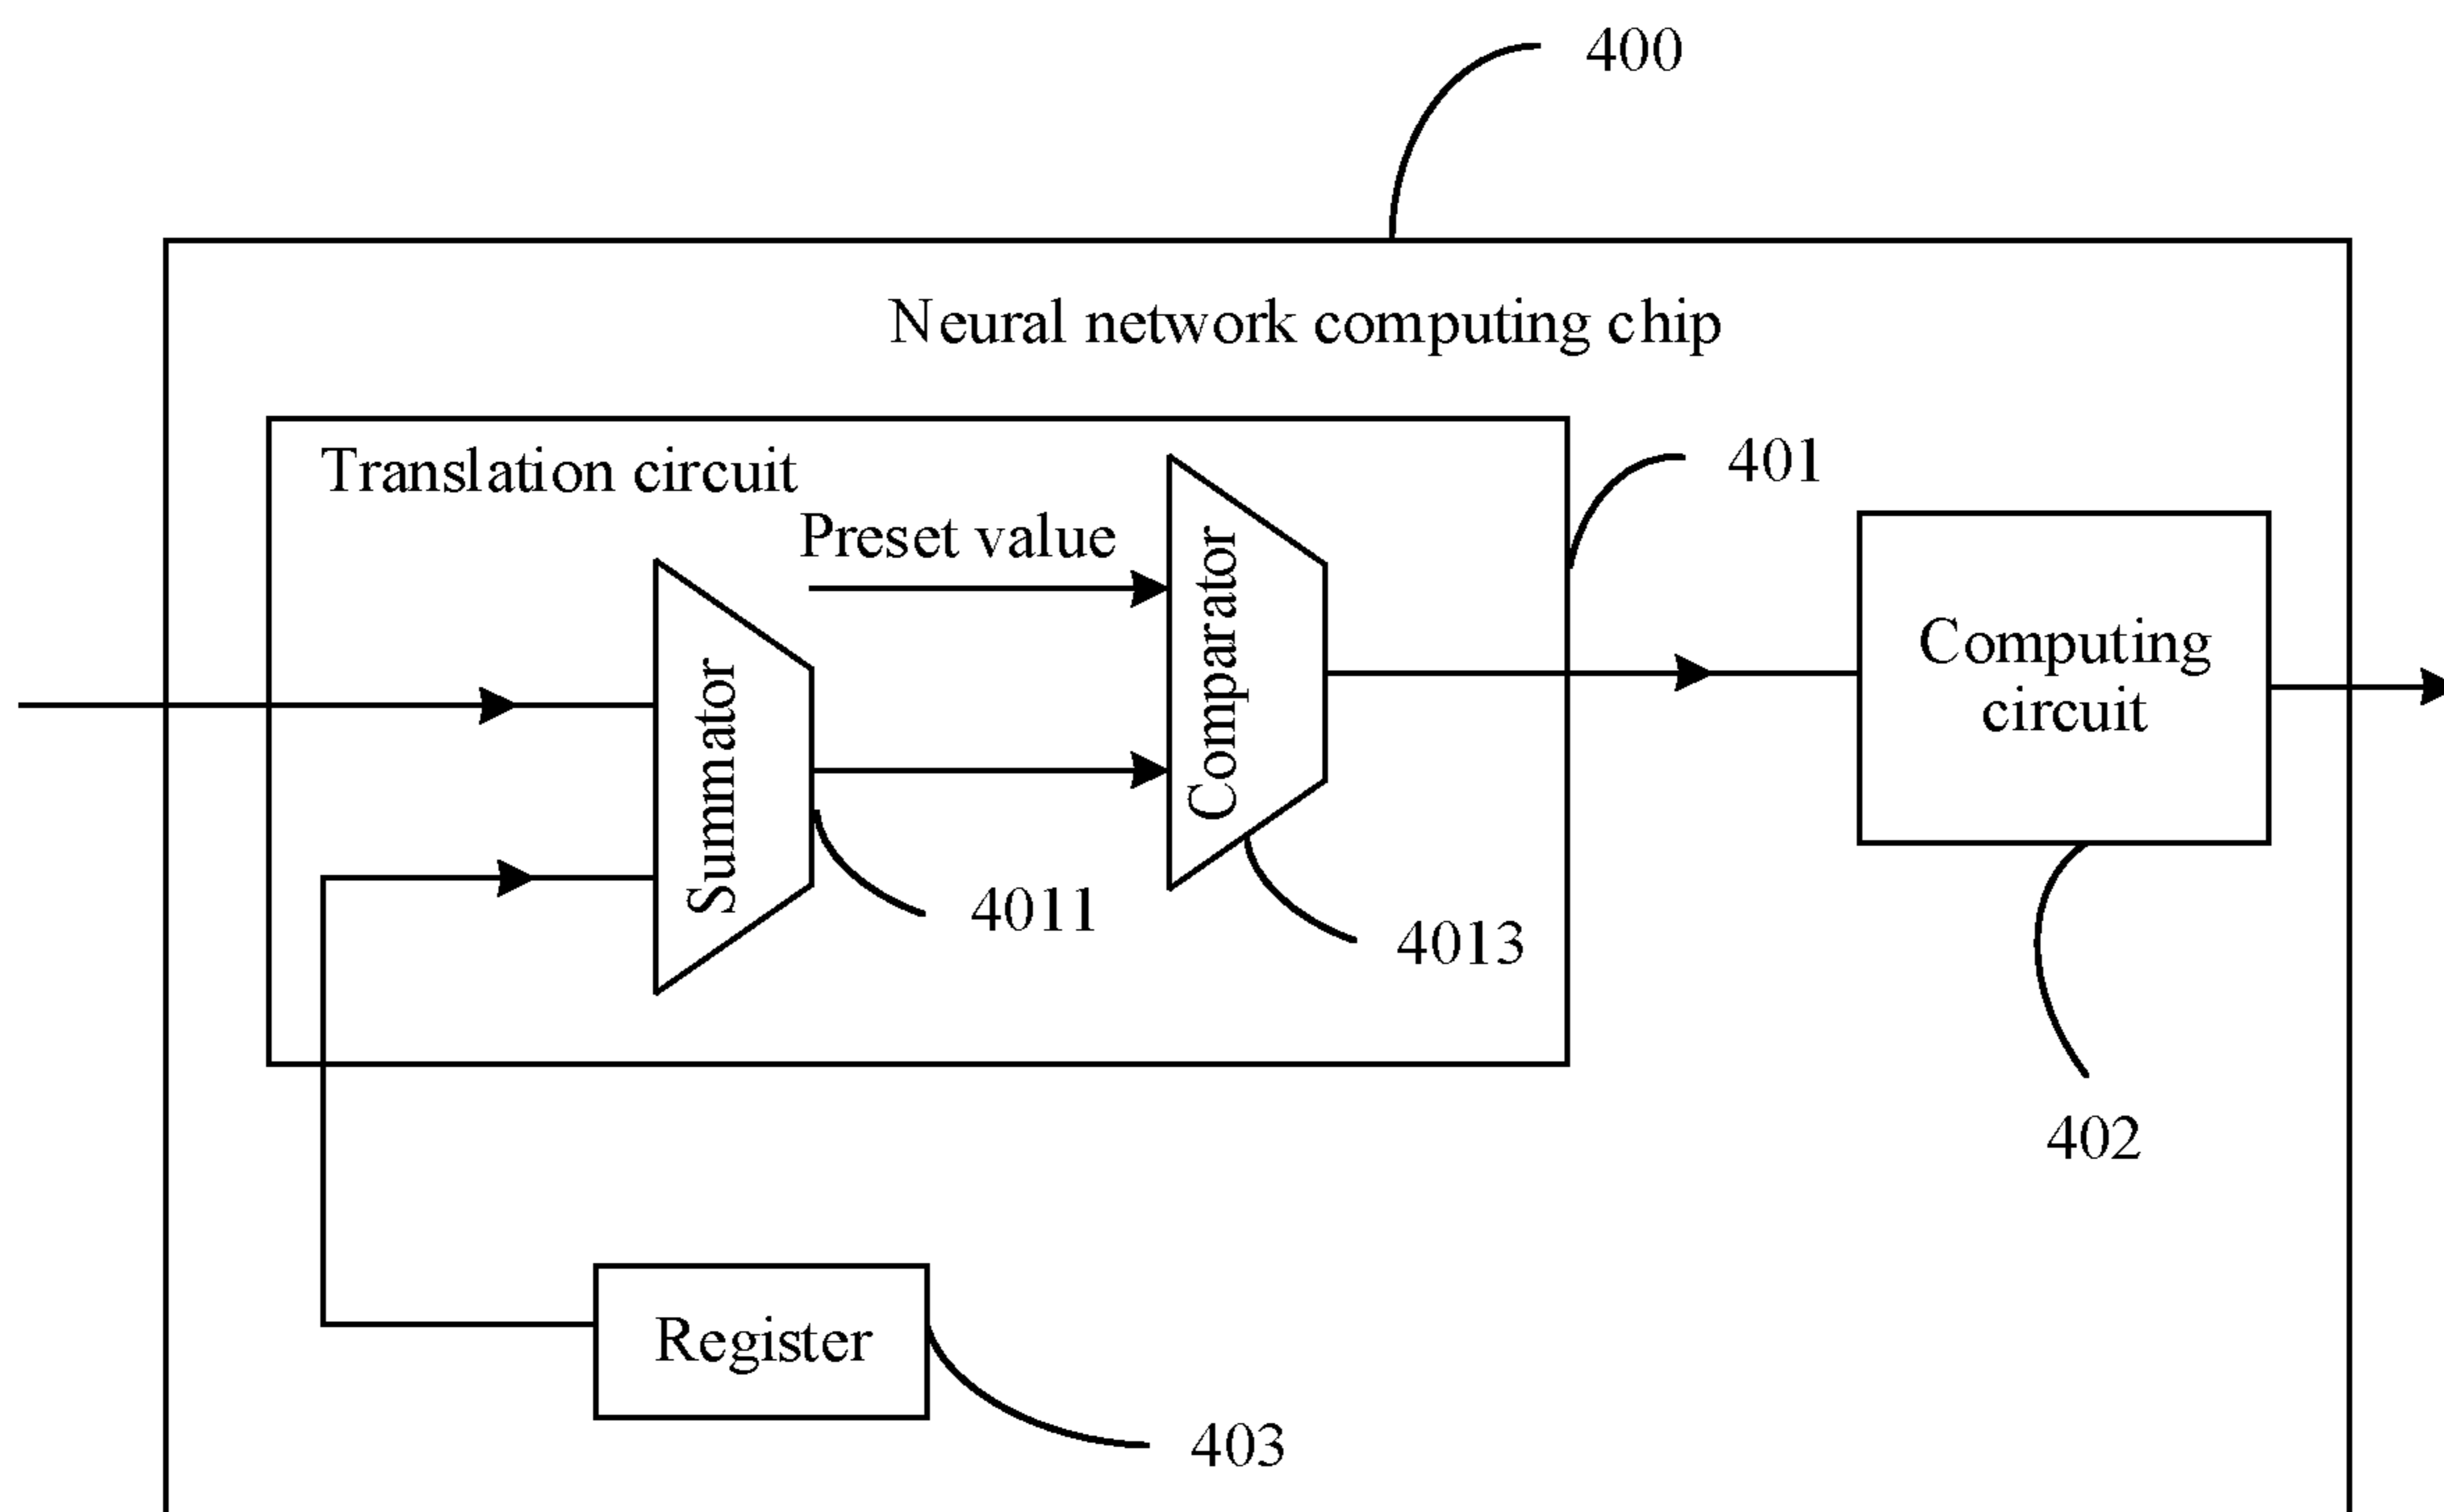 400
Neural network computing chip
Translation circuit
401
Preset value
Summator
Comparator
Computing
circuit
4011
4013
402
Register
403